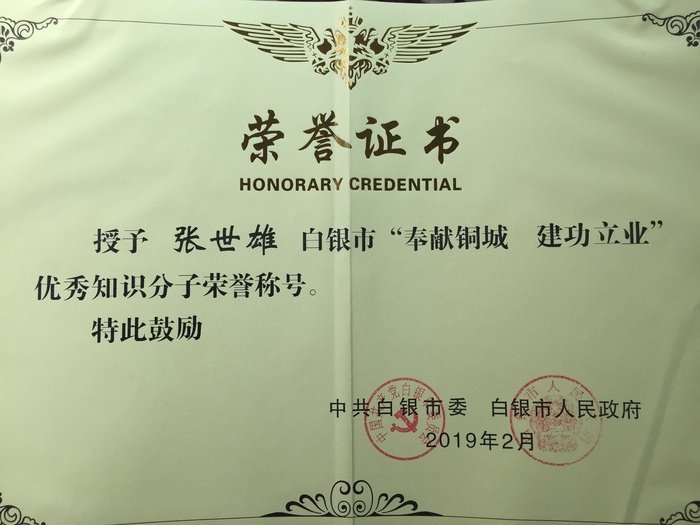 荣誉证书
HONORARY CREDENTIAL
授予 张世雄 白银市“奉献铜城 建功立业”
优秀知识分子荣誉称号。
特此鼓励
中共白银市委 白银市人民政府
2019年2月